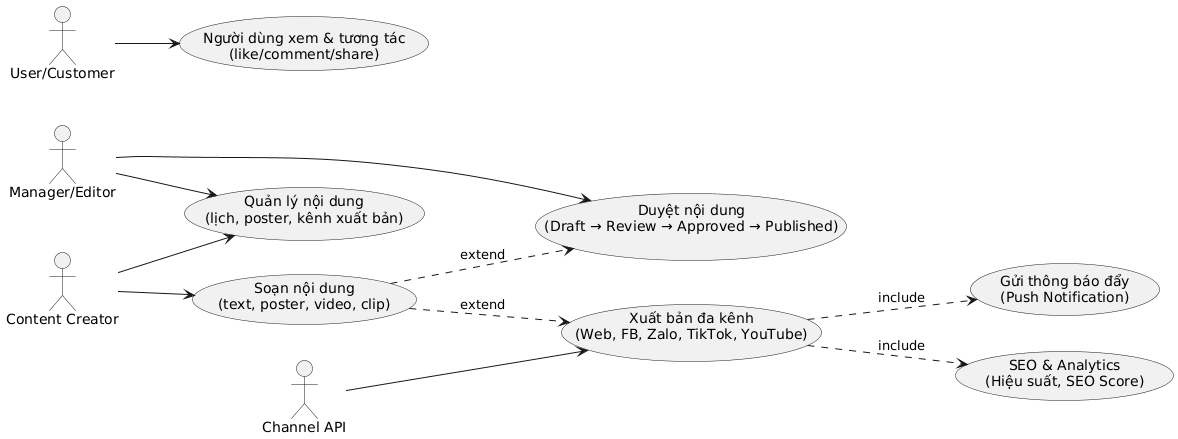 Người dùng xem & tương tác
(like/comment/share)
User/Customer
Manager/Editor
Quản lý nội dung
(lịch, poster, kênh xuất bản)
Duyệt nội dung
(Draft → Review → Approved → Published)
extend
Soạn nội dung
(text, poster, video, clip)
Content Creator
extend
Xuất bản đa kênh
(Web, FB, Zalo, TikTok, YouTube)
include
Gửi thông báo đẩy
(Push Notification)
include
SEO & Analytics
(Hiệu suất, SEO Score)
Channel API